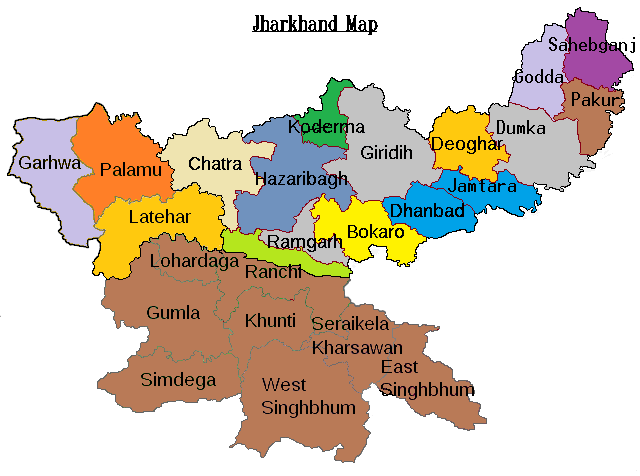 Jharkhand Map
Sahebganj
Godda
Pakur
Koderma
Dumka
Deoghar
Giridih
Garhwa
Palamu
Chatra
Hazaribagh
Jamtara
Latehar
Dhanbad
Bokaro
Ramgarh
Lohardaga
Ranchi
Gumla
Khunti
Seraikela
Kharsawan
Simdega
West
Singhbhum
East
Singhbhum